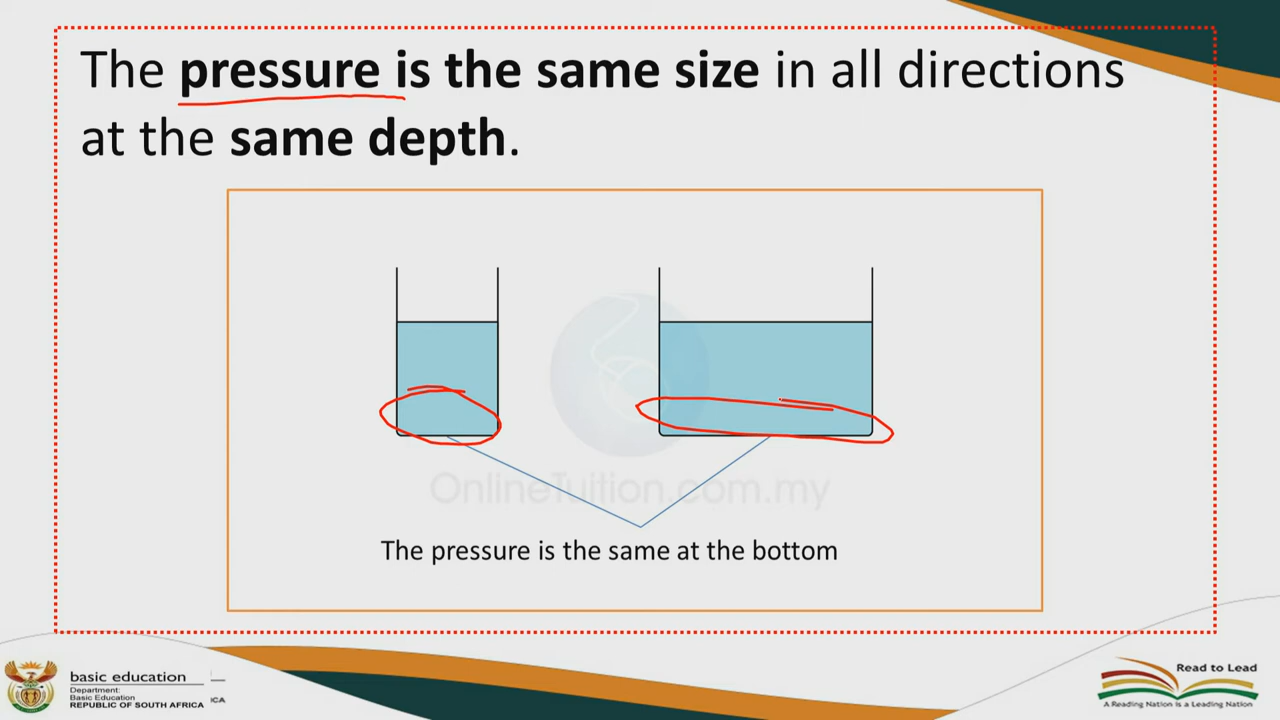 The pressure is the same size in all directions
at the same depth.
OnlineTuition.com.my
The pressure is the same at the bottom
basic education
Department:
Basic Education
REPUBLIC OF SOUTH AFRICA
ICA
Read to Lead
A Reading Nation is a Leading Nation